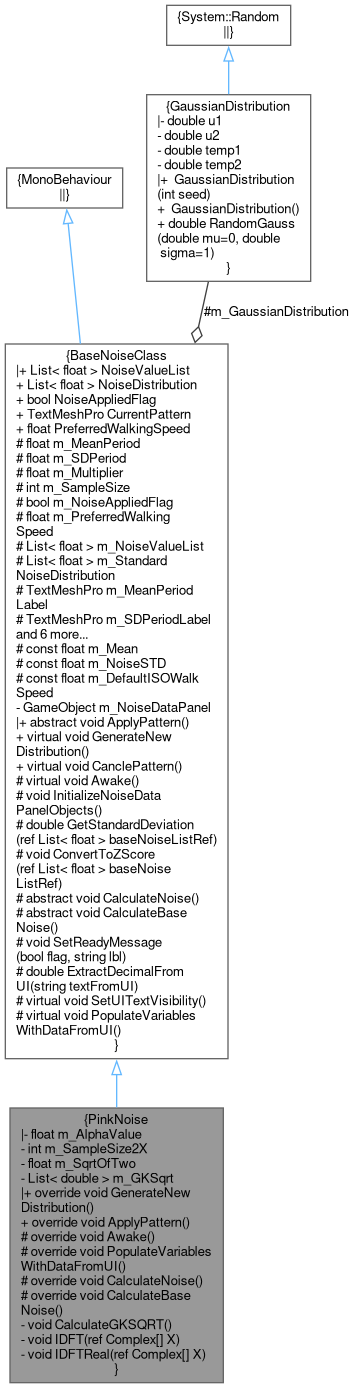 {System::Random
||}
{GaussianDistribution
|- double u1
- double u2
- double temp1
- double temp2
|+  GaussianDistribution
(int seed)
+  GaussianDistribution()
+ double RandomGauss
(double mu=0, double
 sigma=1)
}
{MonoBehaviour
||}
#m_GaussianDistribution
{BaseNoiseClass
|+ List< float > NoiseValueList
+ List< float > NoiseDistribution
+ bool NoiseAppliedFlag
+ TextMeshPro CurrentPattern
+ float PreferredWalkingSpeed
# float m_MeanPeriod
# float m_SDPeriod
# float m_Multiplier
# int m_SampleSize
# bool m_NoiseAppliedFlag
# float m_PreferredWalking
Speed
# List< float > m_NoiseValueList
# List< float > m_Standard
NoiseDistribution
# TextMeshPro m_MeanPeriod
Label
# TextMeshPro m_SDPeriodLabel
and 6 more...
# const float m_Mean
# const float m_NoiseSTD
# const float m_DefaultISOWalk
Speed
- GameObject m_NoiseDataPanel
|+ abstract void ApplyPattern()
+ virtual void GenerateNew
Distribution()
+ virtual void CanclePattern()
# virtual void Awake()
# void InitializeNoiseData
PanelObjects()
# double GetStandardDeviation
(ref List< float > baseNoiseListRef)
# void ConvertToZScore
(ref List< float > baseNoise
ListRef)
# abstract void CalculateNoise()
# abstract void CalculateBase
Noise()
# void SetReadyMessage
(bool flag, string lbl)
# double ExtractDecimalFrom
UI(string textFromUI)
# virtual void SetUITextVisibility()
# virtual void PopulateVariables
WithDataFromUI()
}
{PinkNoise
|- float m_AlphaValue
- int m_SampleSize2X
- float m_SqrtOfTwo
- List< double > m_GKSqrt
|+ override void GenerateNew
Distribution()
+ override void ApplyPattern()
# override void Awake()
# override void PopulateVariables
WithDataFromUI()
# override void CalculateNoise()
# override void CalculateBase
Noise()
- void CalculateGKSQRT()
- void IDFT(ref Complex[] X)
- void IDFTReal(ref Complex[] X)
}